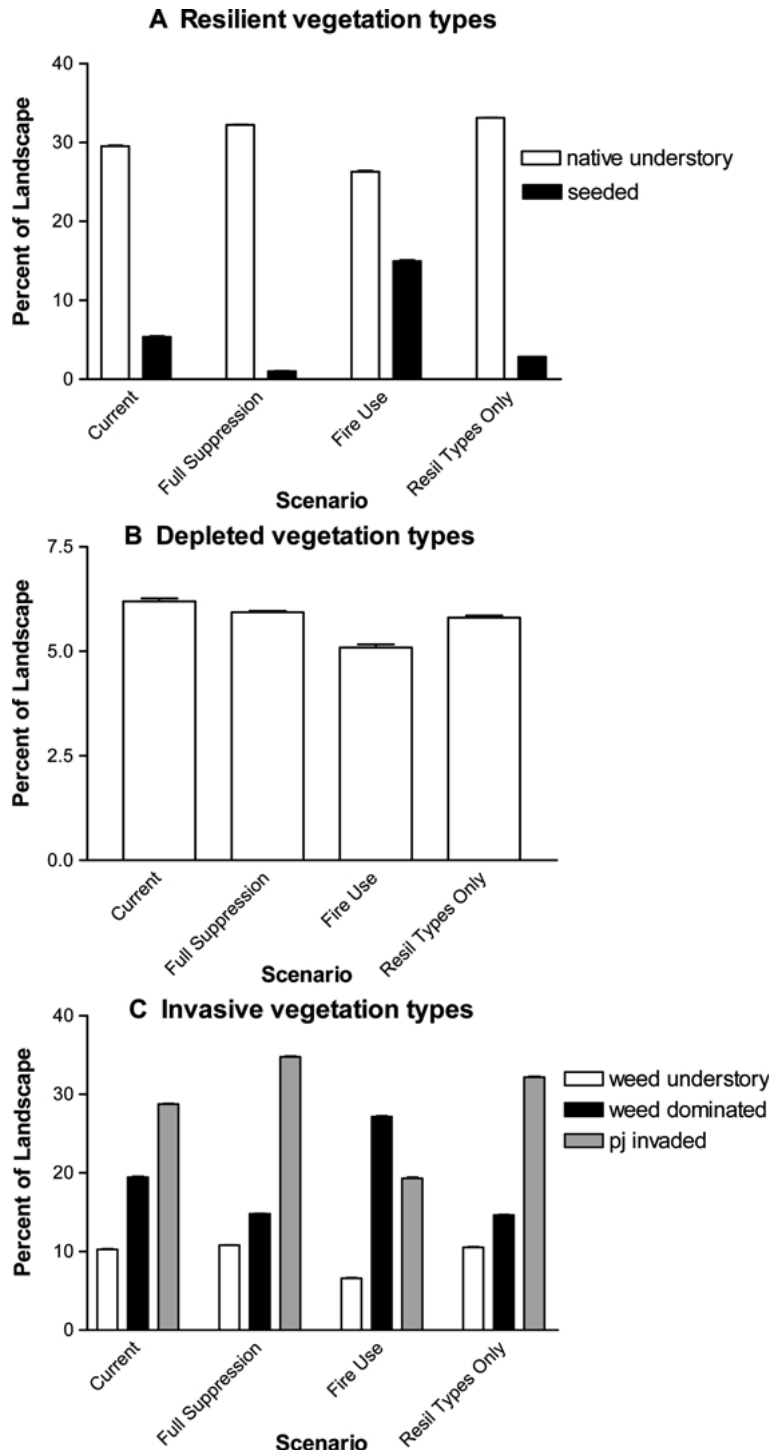 A Resilient vegetation types
40
30
20
10
0
Percent of Landscape
native understory
seeded
Current
Full Suppression
Fire Use
Resil Types Only
Scenario
B Depleted vegetation types
7.5
5.0
2.5
0.0
Percent of Landscape
Current
Full Suppression
Fire Use
Resil Types Only
Scenario
C Invasive vegetation types
40
30
20
10
0
Percent of Landscape
weed understory
weed dominated
pj invaded
Current
Full Suppression
Fire Use
Resil Types Only
Scenario